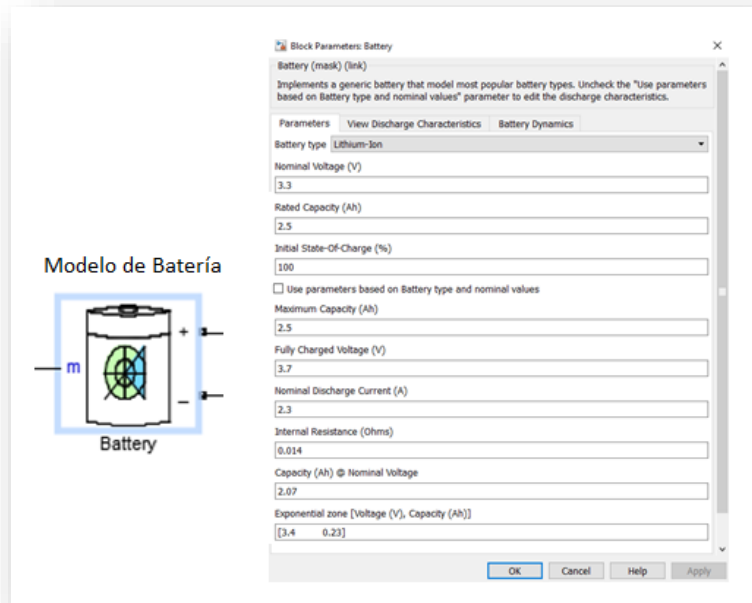 Block Parameters: Battery
Battery (mask) (link)
Implements a generic battery that model most popular battery types. Uncheck the "Use parameters
based on Battery type and nominal values" parameter to edit the discharge characteristics.
Parameters View Discharge Characteristics Battery Dynamics
Battery type Lithium-Ion
Nominal Voltage (V)
3.3
Rated Capacity (Ah)
2.5
Initial State-Of-Charge (%)
100
Use parameters based on Battery type and nominal values
Maximum Capacity (Ah)
2.5
Fully Charged Voltage (V)
3.7
Nominal Discharge Current (A)
2.3
Internal Resistance (Ohms)
0.014
Capacity (Ah) @ Nominal Voltage
2.07
Exponential zone [Voltage (V), Capacity (Ah)]
[3.4 0.23]
OK Cancel Help Apply
Modelo de Batería
m + −
Battery